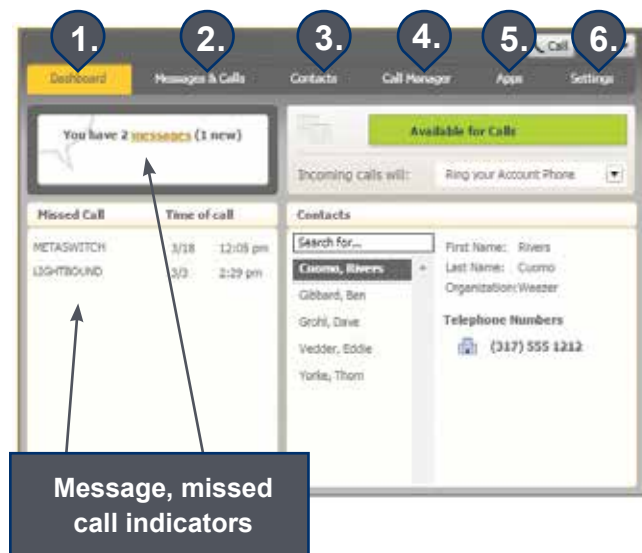 1. 2. 3. 4. 5. 6.
Call
Dashboard Messages & Calls Contacts Call Manager Apps Settings
You have 2 messages (1 new)
Available for Calls
Incoming calls will: Ring your Account Phone
Missed Call Time of call
METASWITCH 3/18 12:05 pm
LIGHTBOUND 3/3 2:29 pm
Contacts
Search for...
Cuomo, Rivers
Gibbard, Ben
Grohl, Dave
Vedder, Eddie
Yorke, Thom
First Name: Rivers
Last Name: Cuomo
Organization: Weezer
Telephone Numbers
(317) 555 1212
Message, missed
call indicators